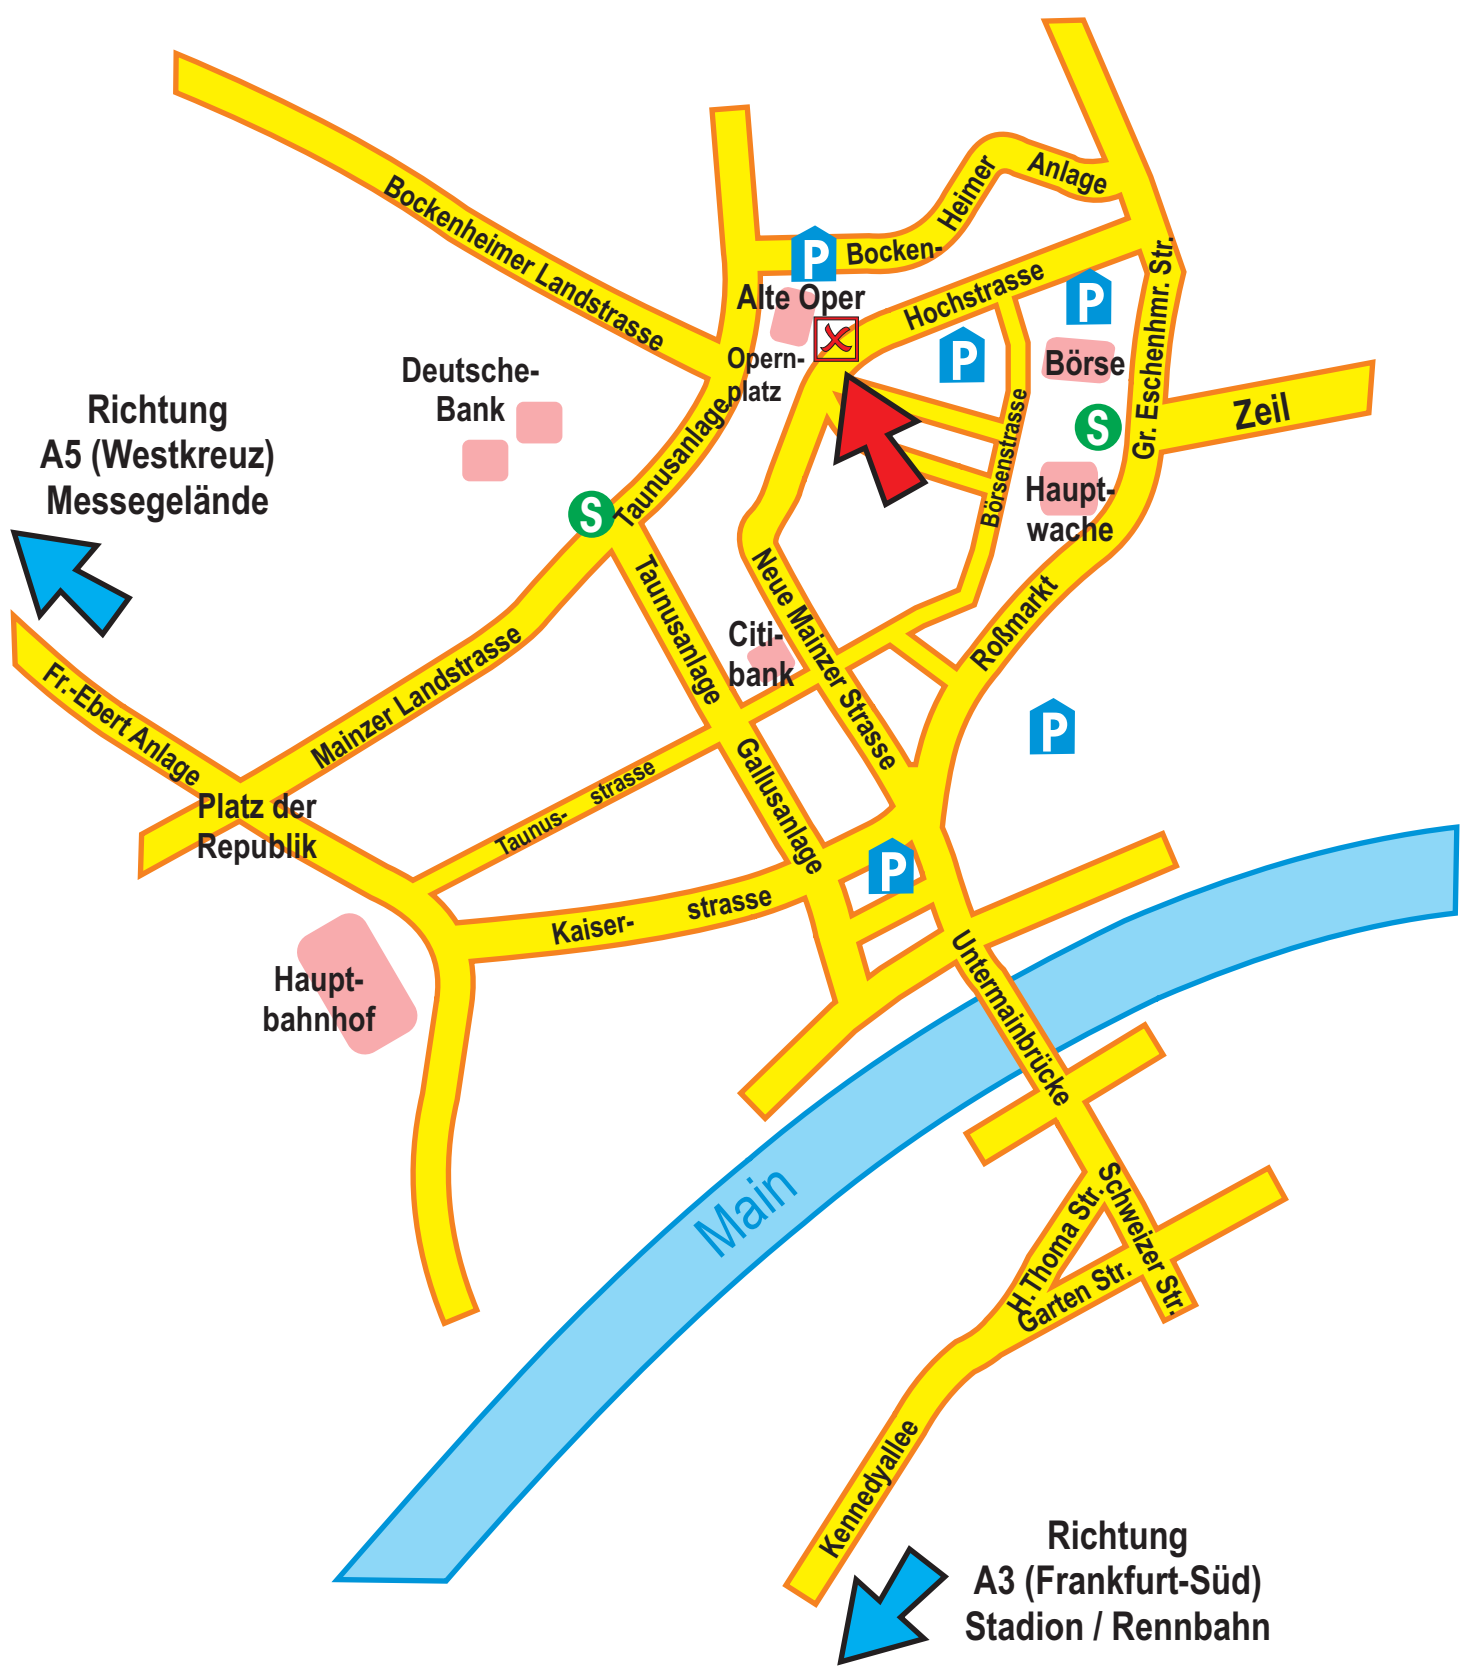 Bockenheimer Landstrasse
Bocken-
Heimer
Anlage
P
Alte Oper
Hochstrasse
P
P
Gr. Eschenhmr. Str.
Opern-
platz
Börse
Deutsche-
Bank
Zeil
S
Börsenstrasse
Taunusanlage
Richtung
A5 (Westkreuz)
Messegelände
Haupt-
wache
S
Taunusanlage
Neue Mainzer Strasse
Roßmarkt
Citi-
bank
Mainzer Landstrasse
Fr.-Ebert Anlage
P
Gallusanlage
Taunus-
strasse
Platz der
Republik
P
Kaiser-
strasse
Haupt-
bahnhof
Untermainbrücke
Main
Schweizer Str.
H.Thoma Str.
Garten Str.
Kennedyallee
Richtung
A3 (Frankfurt-Süd)
Stadion / Rennbahn